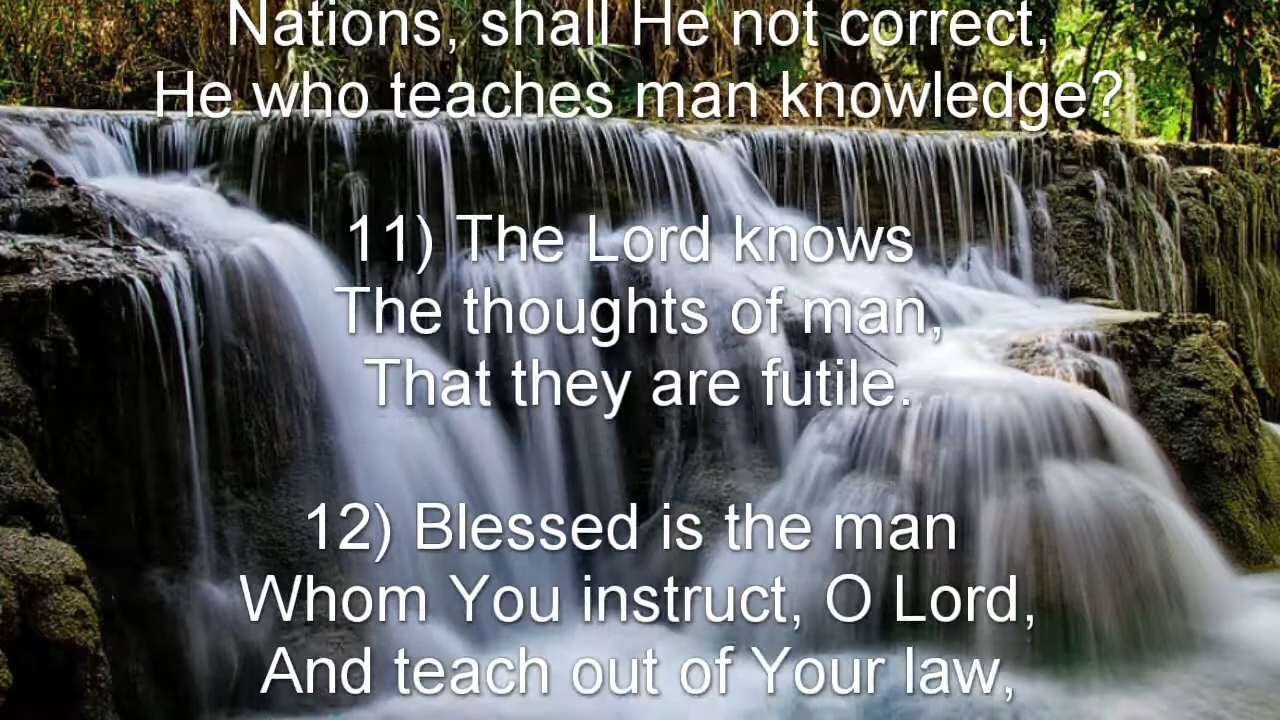 Nations, shall He not correct,
He who teaches man knowledge?
11) The Lord knows
The thoughts of man,
That they are futile.
12) Blessed is the man
Whom You instruct, O Lord,
And teach out of Your law,